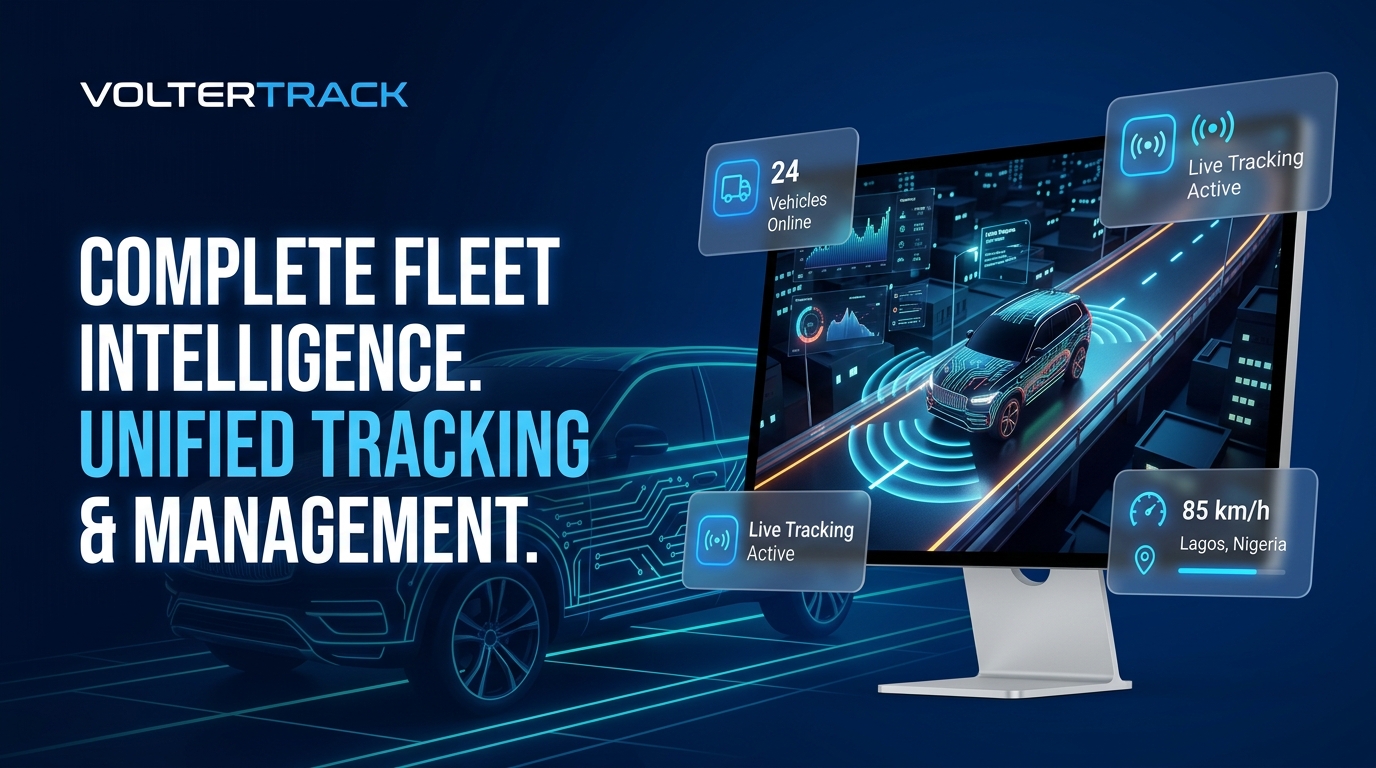 VOLTERTRACK
COMPLETE FLEET
INTELLIGENCE.
UNIFIED TRACKING
& MANAGEMENT.
24
Vehicles
Online
Live Tracking
Active
Live Tracking
Active
85 km/h
Lagos, Nigeria